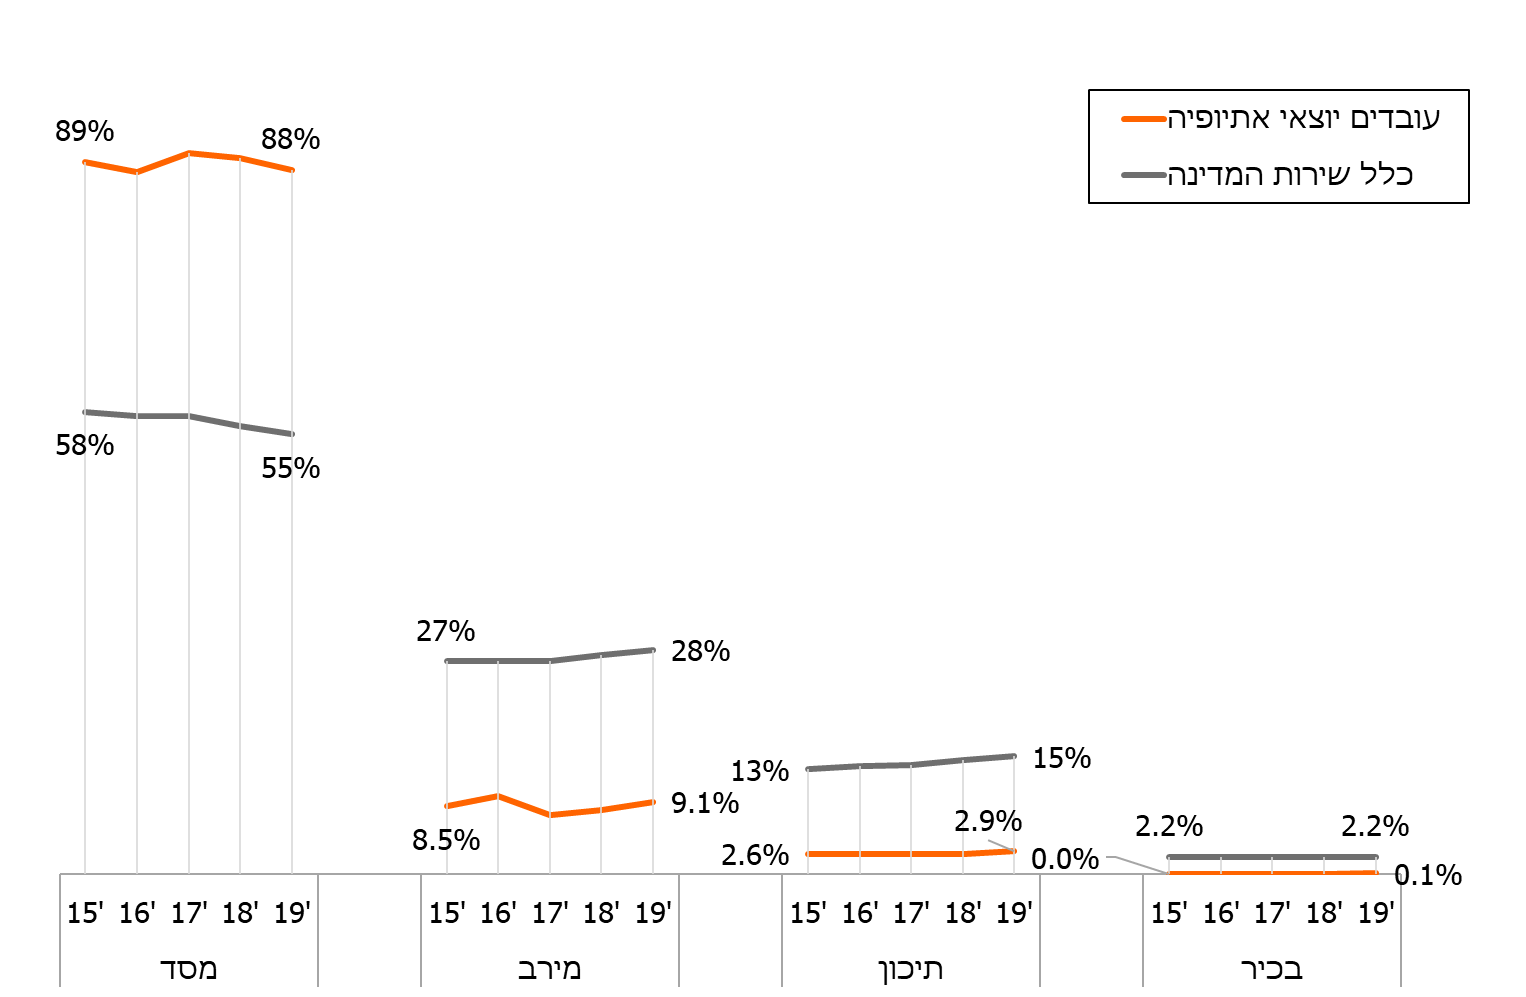 עובדים יוצאי אתיופיה
כלל שירות המדינה
89%
88%
58%
55%
27%
28%
8.5%
9.1%
13%
15%
2.6%
2.9%
2.2%
2.2%
0.0%
0.1%
15' 16' 17' 18' 19'
15' 16' 17' 18' 19'
15' 16' 17' 18' 19'
15' 16' 17' 18' 19'
מסד
מירב
תיכון
בכיר